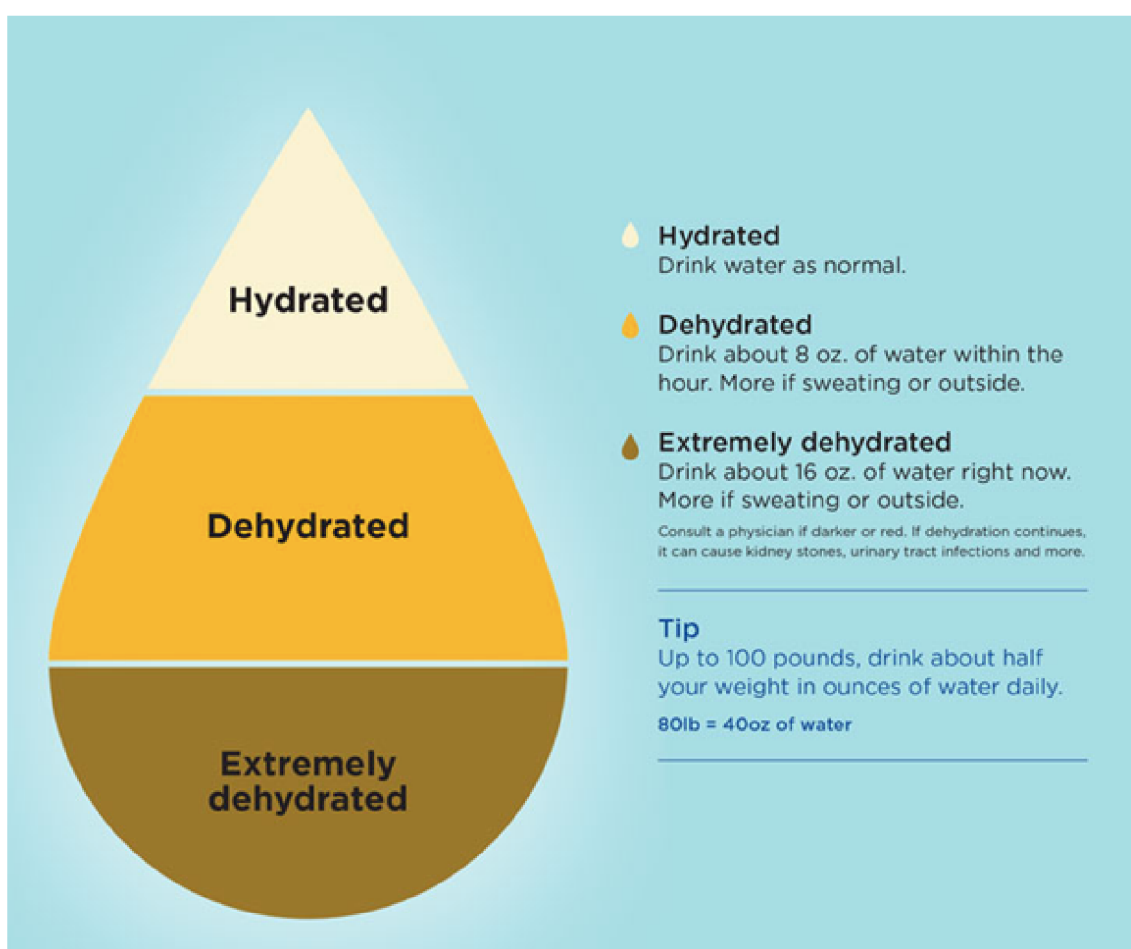 Hydrated
Dehydrated
Extremely
dehydrated
Hydrated
Drink water as normal.
Dehydrated
Drink about 8 oz. of water within the
hour. More if sweating or outside.
Extremely dehydrated
Drink about 16 oz. of water right now.
More if sweating or outside.
Consult a physician if darker or red. If dehydration continues,
it can cause kidney stones, urinary tract infections and more.
Tip
Up to 100 pounds, drink about half
your weight in ounces of water daily.
80lb = 40oz of water